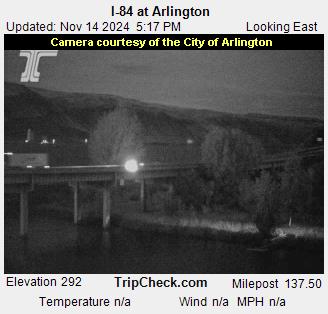 I-84 at Arlington
Updated: Nov 14 2024 5:17 PM Looking East
Camera courtesy of the City of Arlington
Elevation 292 TripCheck.com Milepost 137.50
Temperature n/a Wind n/a MPH n/a